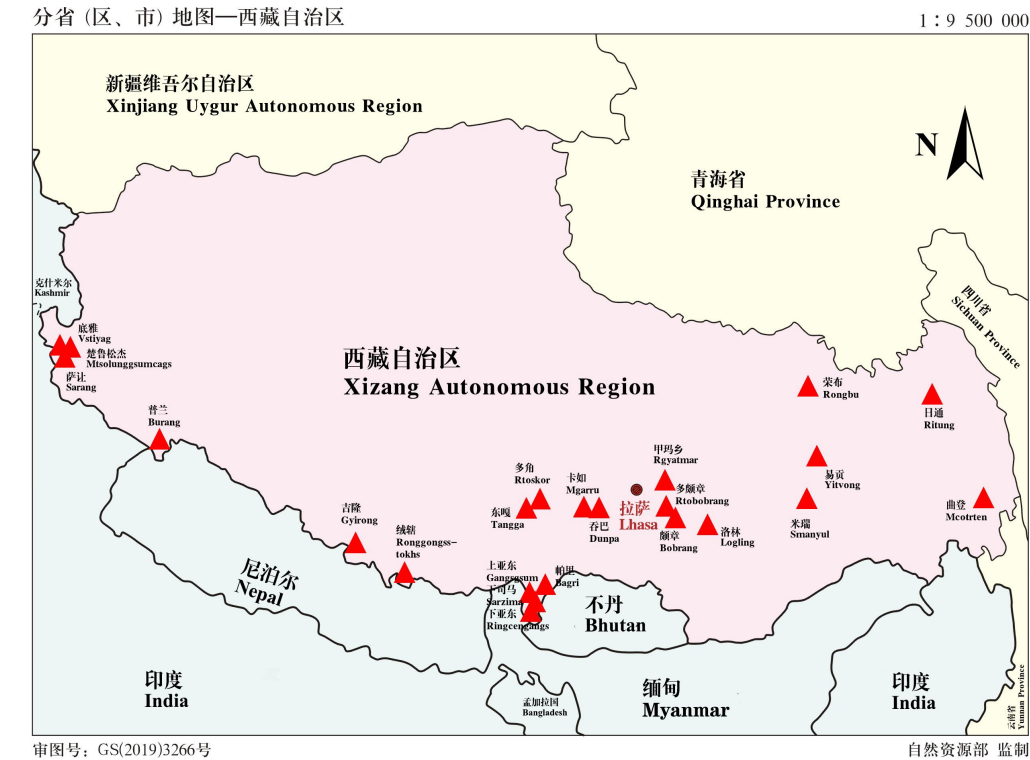 分省 (区、市) 地图—西藏自治区
1：9 500 000
新疆维吾尔自治区
Xinjiang Uygur Autonomous Region
N
青海省
Qinghai Province
克什米尔
Kashmir
四川省
Sichuan Province
底雅
Vstiyag
楚鲁松杰
Mtsolunggsumcags
萨让
Sarang
西藏自治区
Xizang Autonomous Region
荣布
Rongbu
日通
Ritung
普兰
Burang
甲玛乡
Rgyatmar
多角
Rtoskor
卡如
Mgarru
易贡
Yitvong
多颇章
Rtobobrang
拉萨
Lhasa
吉隆
Gyirong
东嘎
Tangga
吞巴
Dunpa
颇章
Bobrang
洛林
Logling
米瑞
Smanyul
曲登
Mcotrten
绒辖
Ronggongss–
tokhs
上亚东
Gangsgsum
帕里
Bagri
下司马
Sarzima
下亚东
Ringcengangs
尼泊尔
Nepal
不丹
Bhutan
印度
India
孟加拉国
Bangladesh
缅甸
Myanmar
印度
India
云南省
Yunnan Province
审图号：GS(2019)3266号
自然资源部 监制